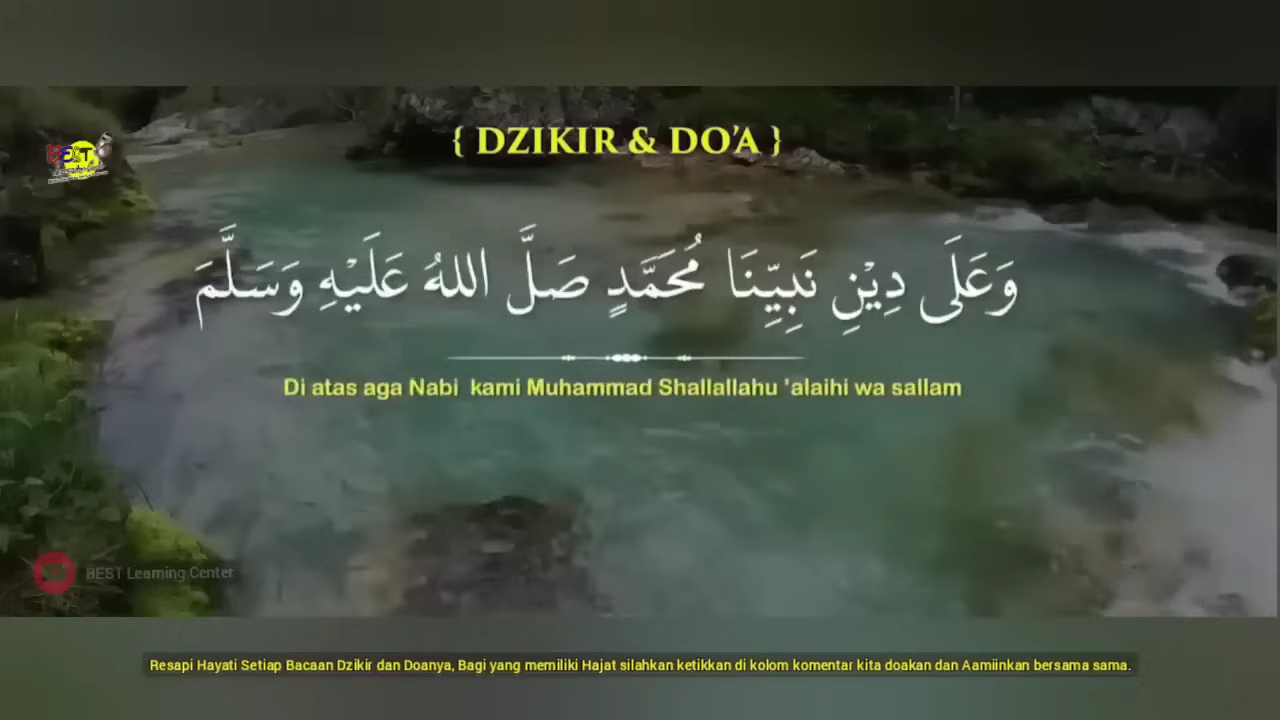 { DZIKIR & DO'A }
BEST
وَعَلَى دِيْنِ نَبِيِّنَا مُحَمَّدٍ صَلَّ اللهُ عَلَيْهِ وَسَلَّمَ
Di atas aga Nabi kami Muhammad Shallallahu 'alaihi wa sallam
BEST Learning Center
Resapi Hayati Setiap Bacaan Dzikir dan Doanya, Bagi yang memiliki Hajat silahkan ketikkan di kolom komentar kita doakan dan Aamiinkan bersama sama.